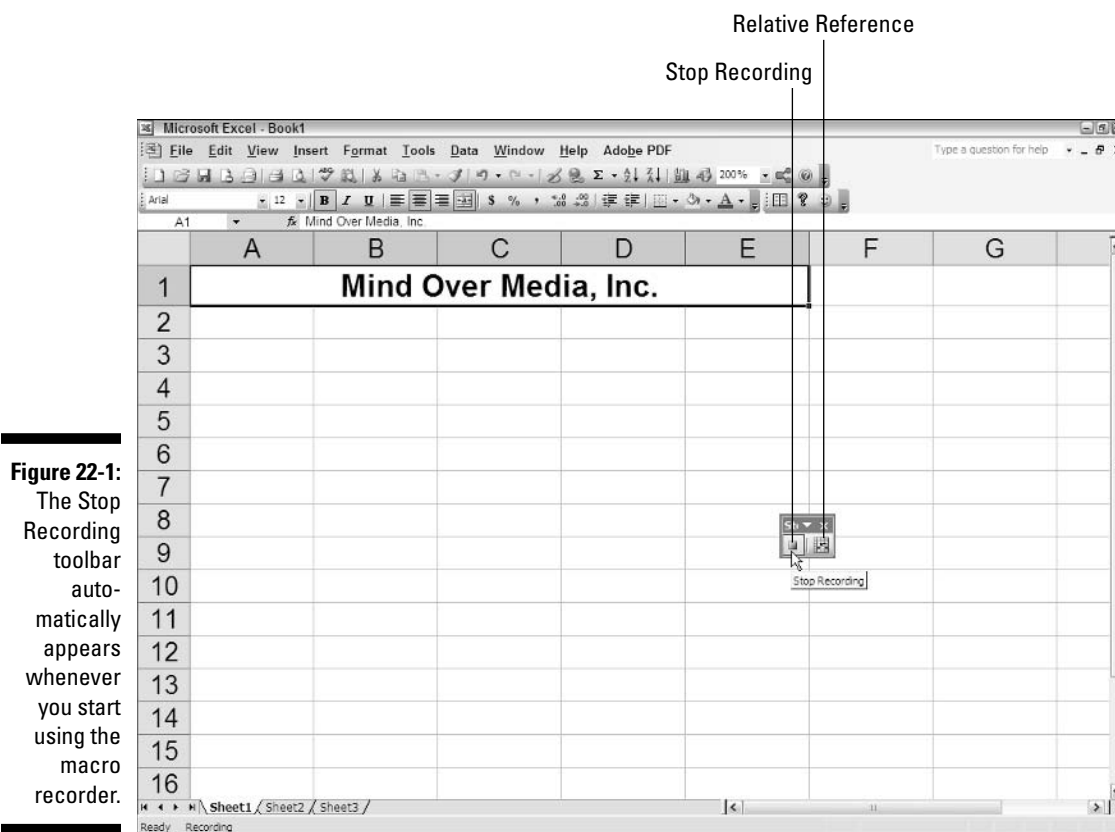 Relative Reference
Stop Recording
Microsoft Excel - Book1
File Edit View Insert Format Tools Data Window Help Adobe PDF
Type a question for help
200%
Arial 12 B I U $ % ,
A1 fx Mind Over Media, Inc.
A B C D E F G
1 Mind Over Media, Inc.
2
3
4
5
6
7
8
9
Stop Recording
10
11
12
13
14
15
16
Sheet1 Sheet2 Sheet3
Ready Recording
Figure 22-1:
The Stop
Recording
toolbar
auto-
matically
appears
whenever
you start
using the
macro
recorder.